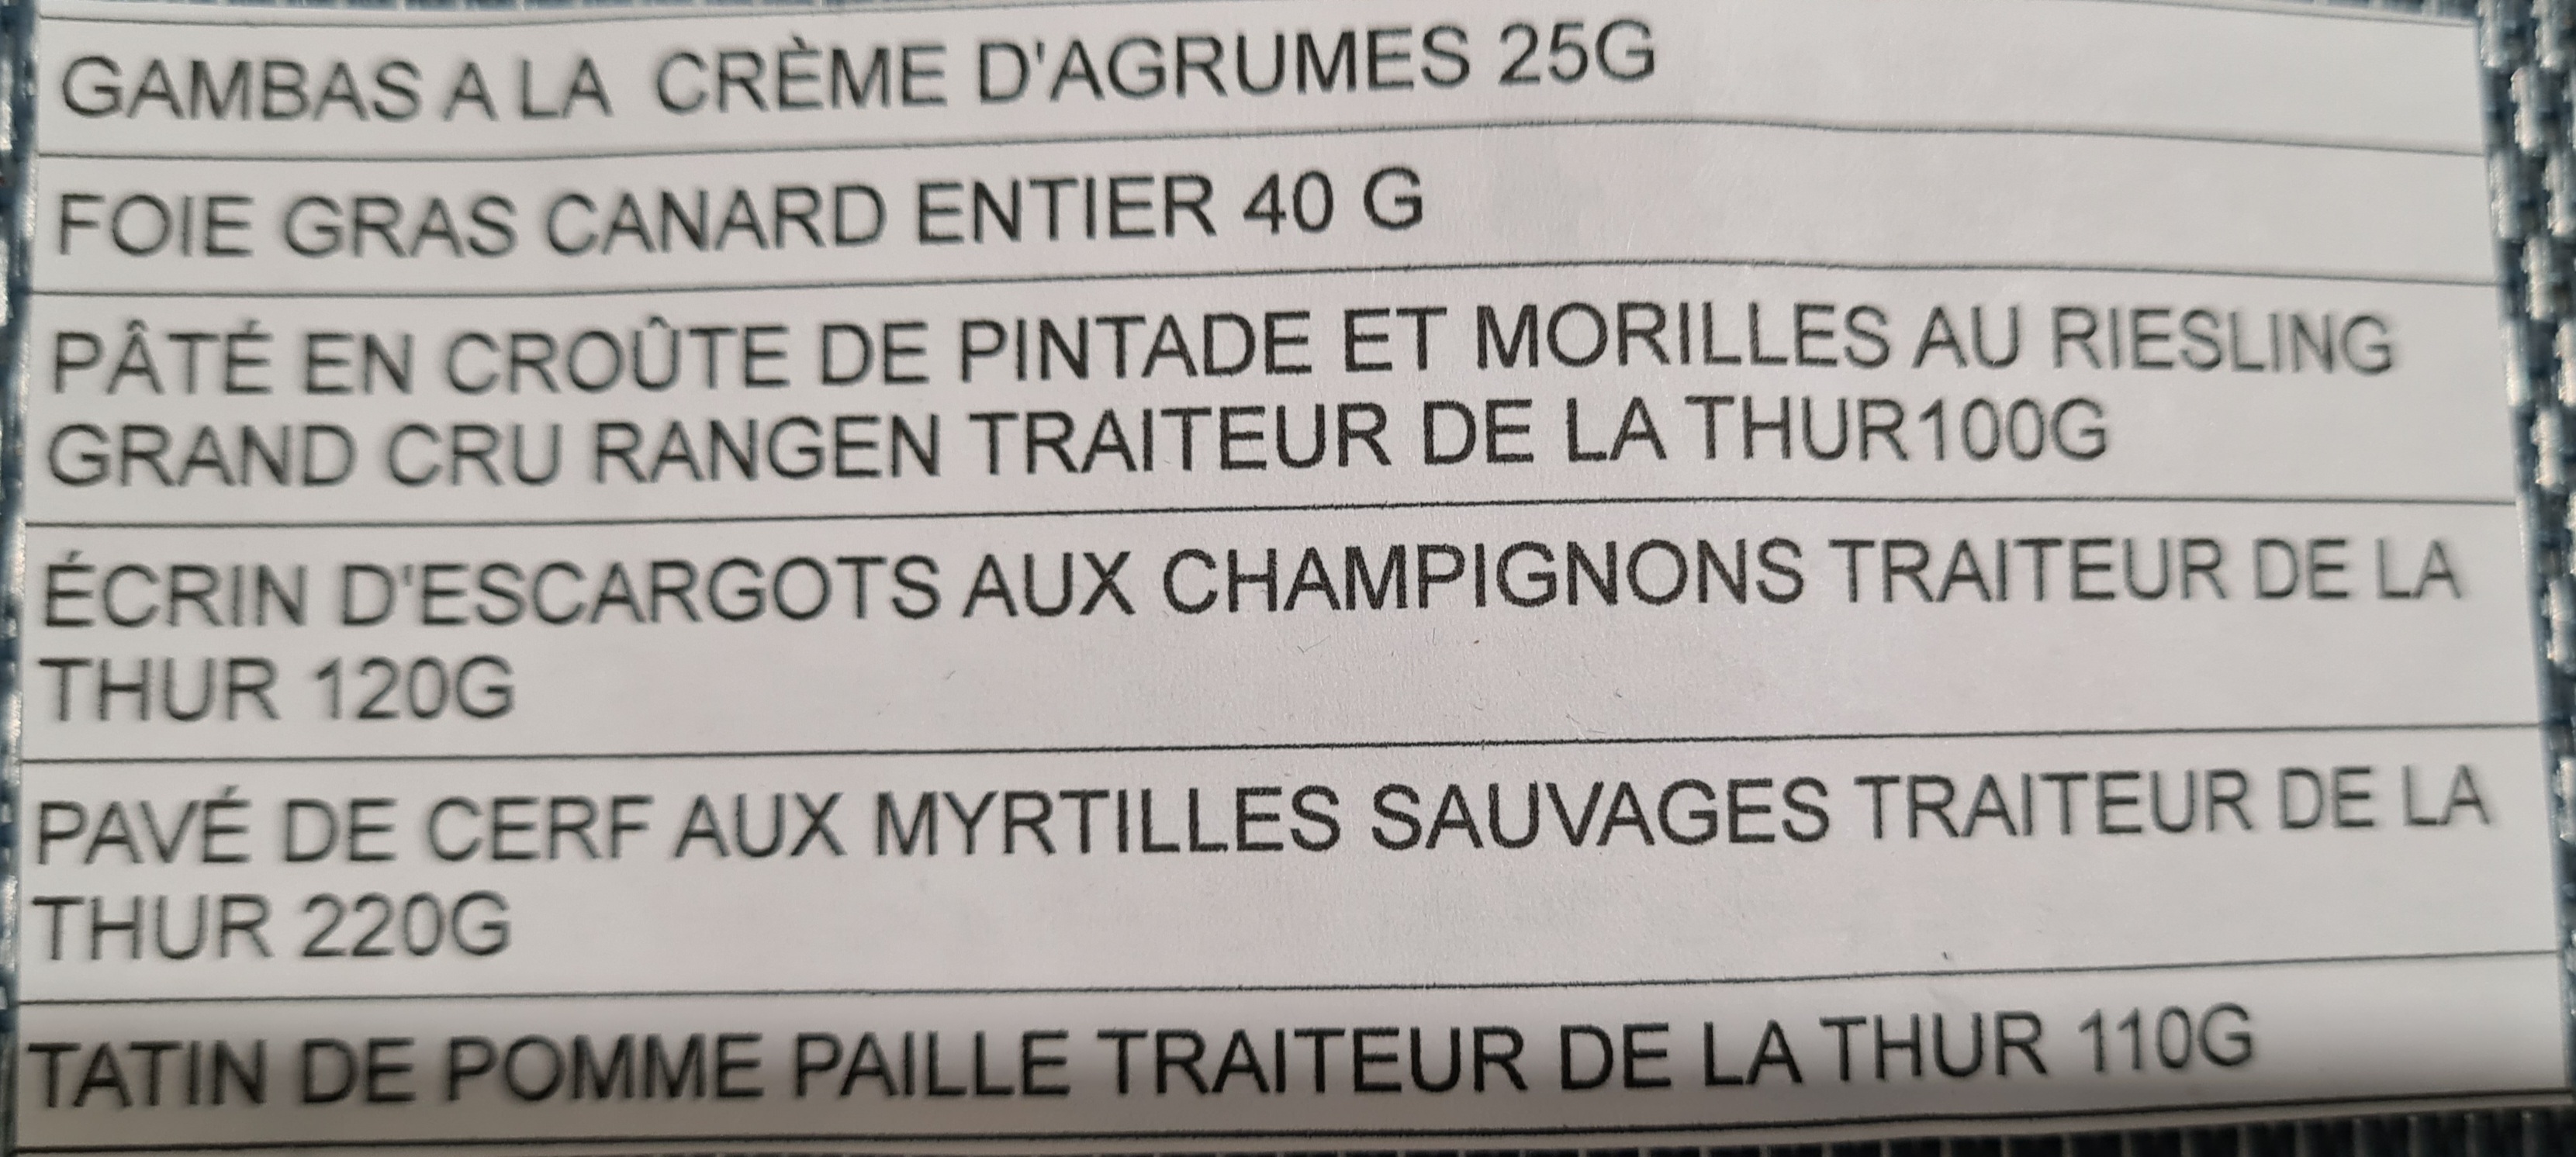 GAMBAS A LA CRÈME D'AGRUMES 25G
FOIE GRAS CANARD ENTIER 40 G
PÂTÉ EN CROÛTE DE PINTADE ET MORILLES AU RIESLING
GRAND CRU RANGEN TRAITEUR DE LA THUR100G
ÉCRIN D'ESCARGOTS AUX CHAMPIGNONS TRAITEUR DE LA
THUR 120G
PAVÉ DE CERF AUX MYRTILLES SAUVAGES TRAITEUR DE LA
THUR 220G
TATIN DE POMME PAILLE TRAITEUR DE LA THUR 110G